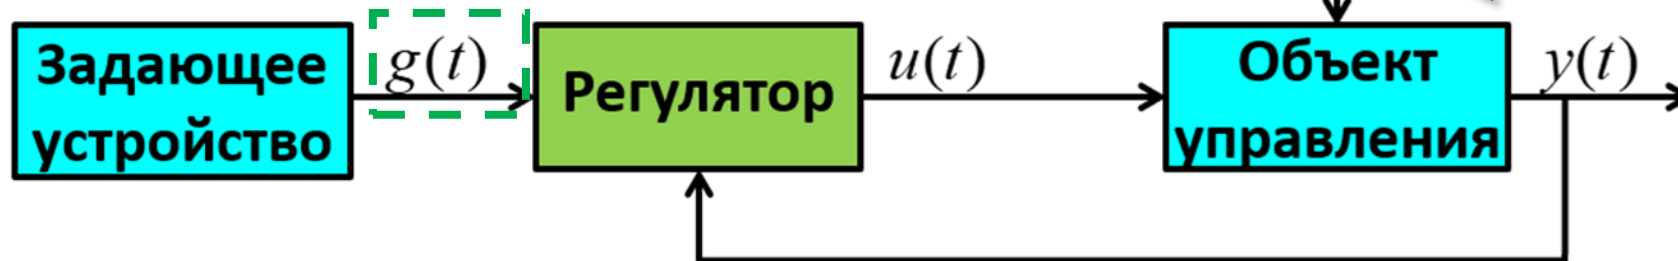 Задающее
устройство
g(t)
Регулятор
u(t)
Объект
управления
y(t)